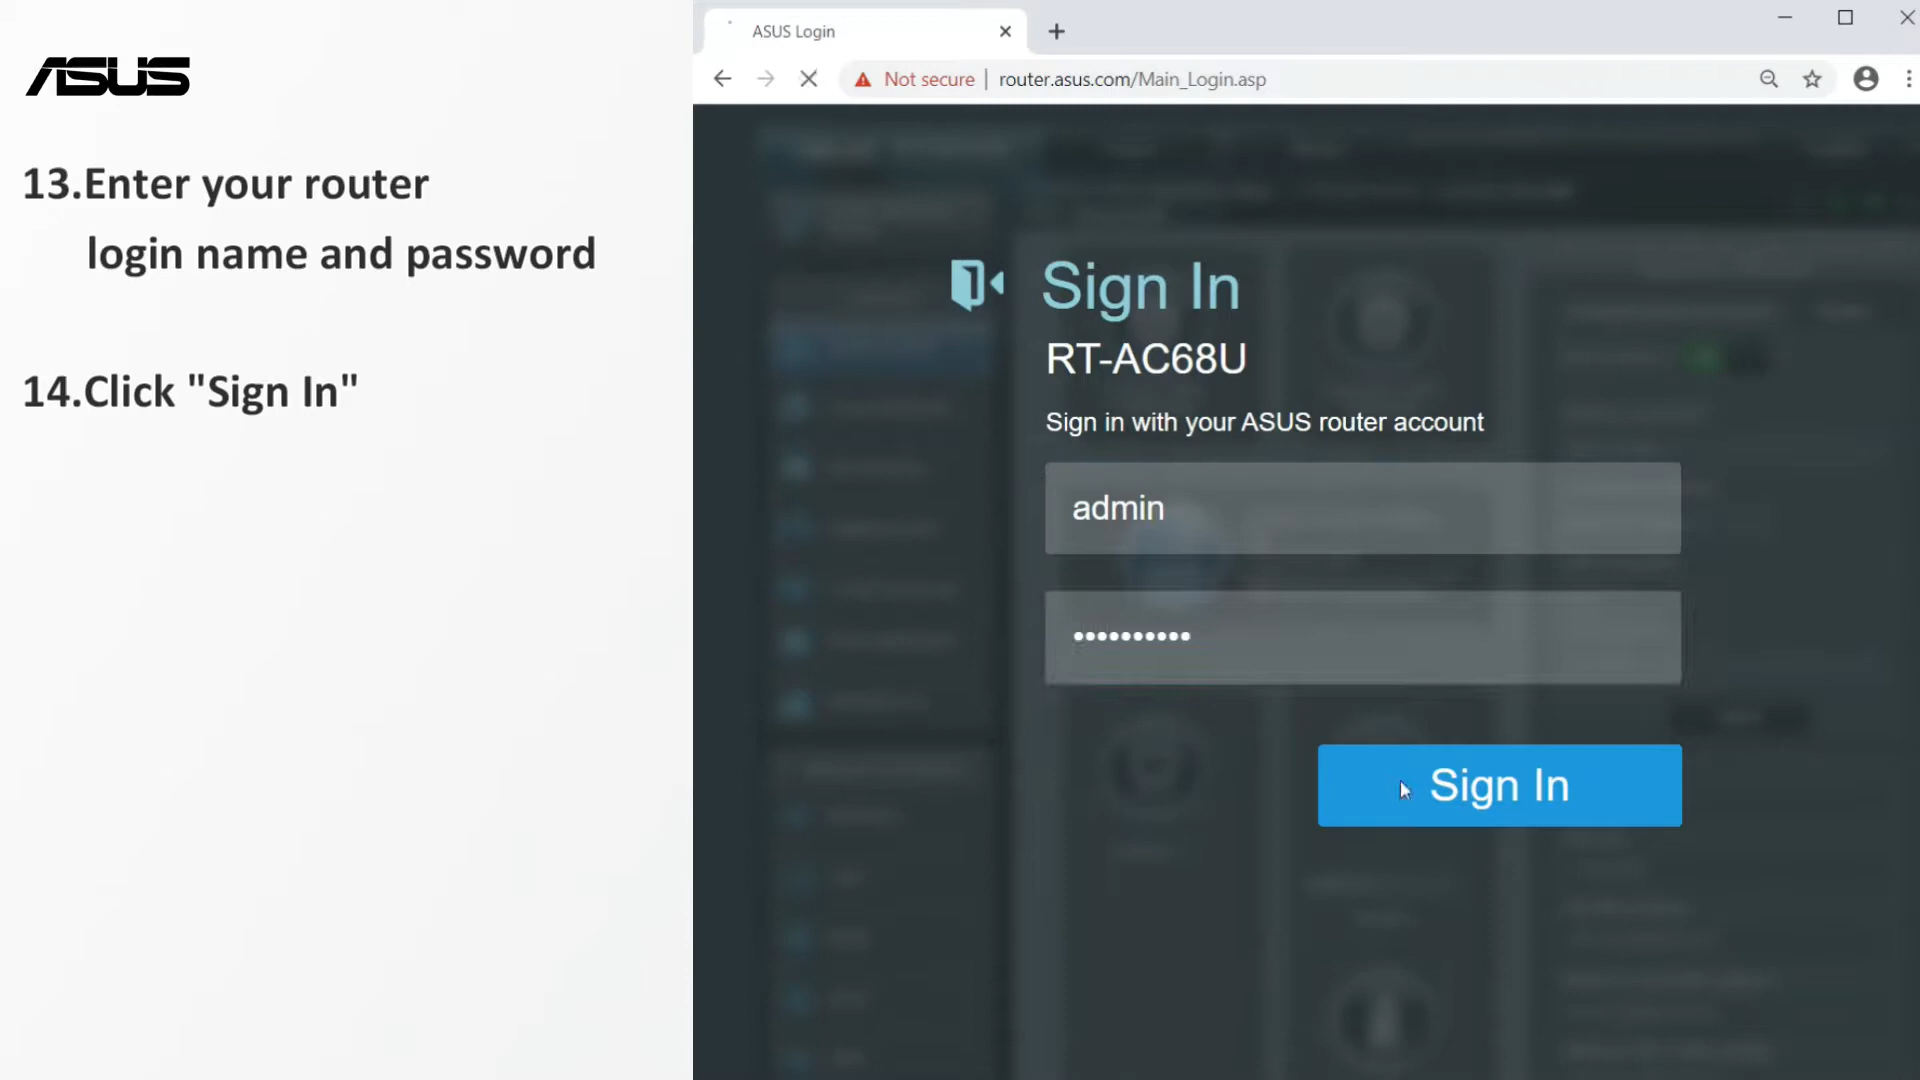 ASUS
13.Enter your router
login name and password
14.Click "Sign In"
ASUS Login
Not secure | router.asus.com/Main_Login.asp
Sign In
RT-AC68U
Sign in with your ASUS router account
admin
••••••••••
Sign In